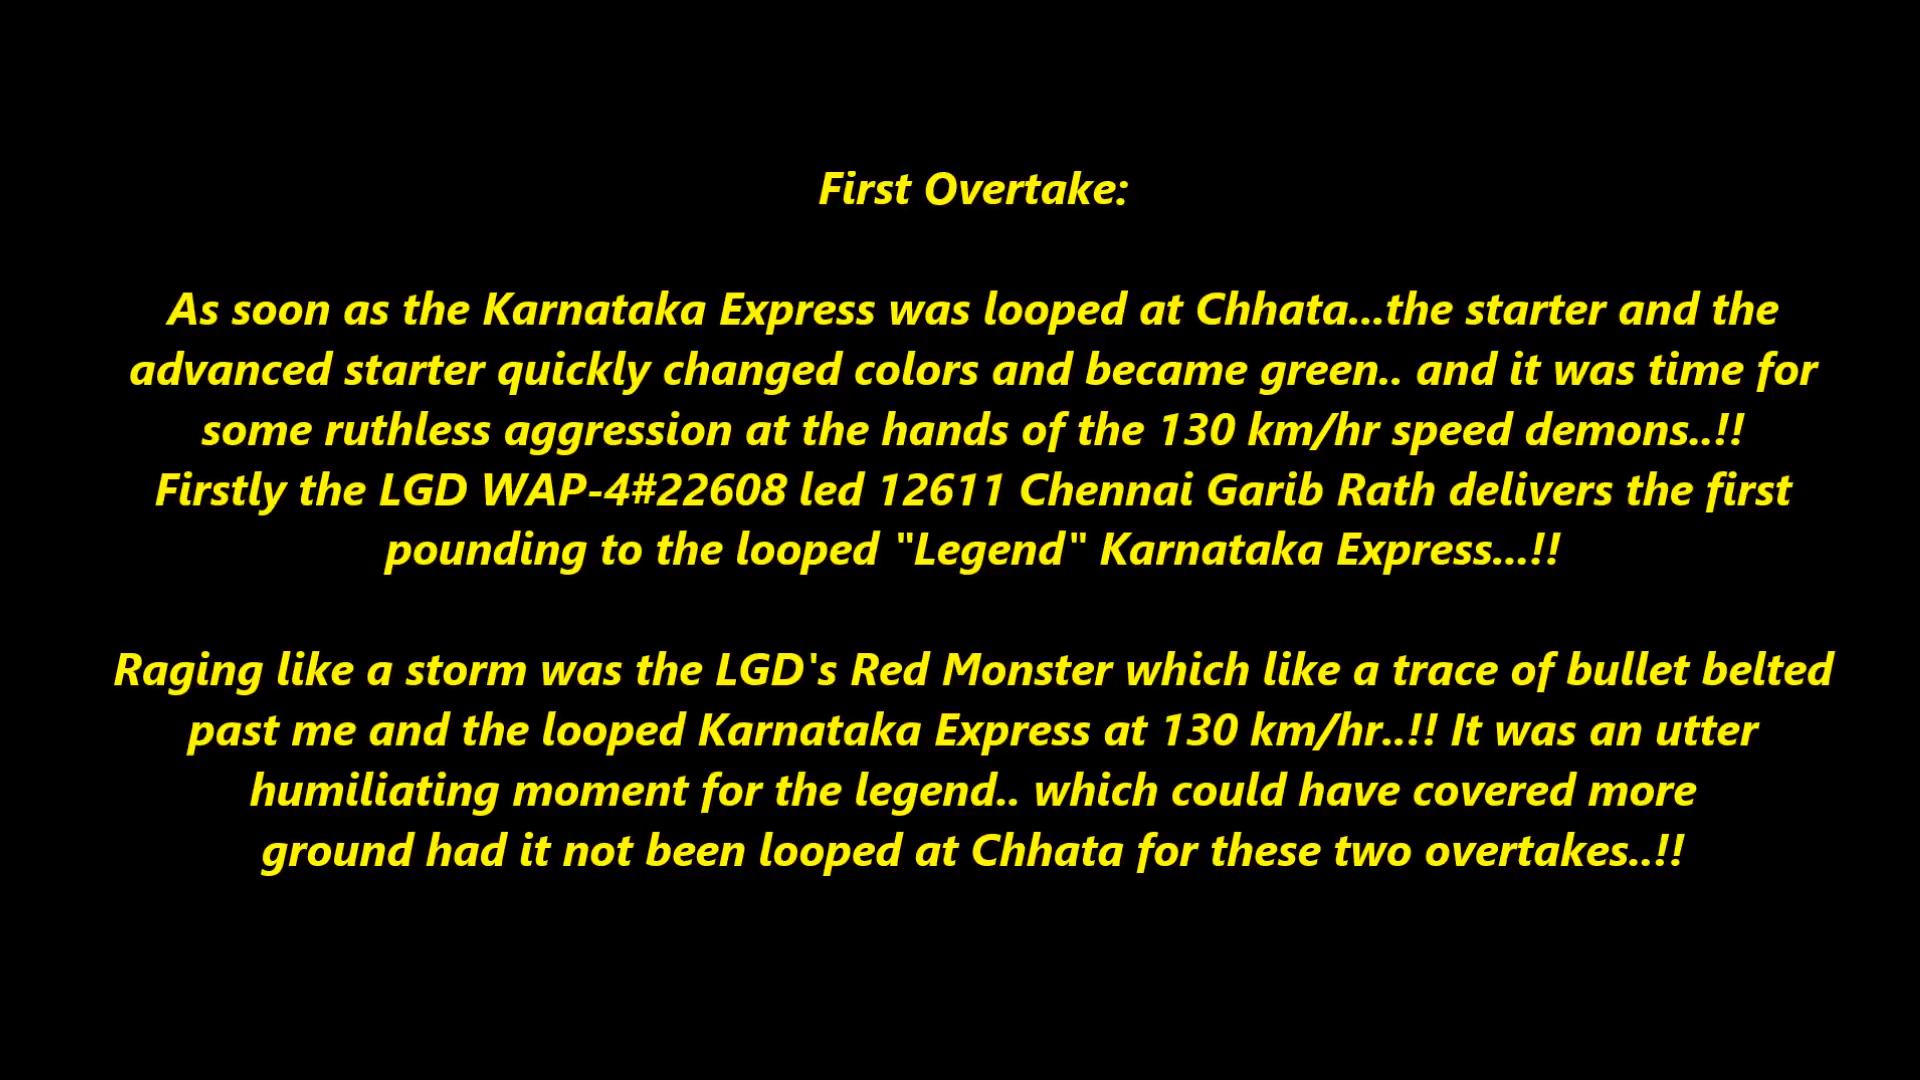 First Overtake:
As soon as the Karnataka Express was looped at Chhata...the starter and the
advanced starter quickly changed colors and became green.. and it was time for
some ruthless aggression at the hands of the 130 km/hr speed demons..!!
Firstly the LGD WAP-4#22608 led 12611 Chennai Garib Rath delivers the first
pounding to the looped "Legend" Karnataka Express...!!
Raging like a storm was the LGD's Red Monster which like a trace of bullet belted
past me and the looped Karnataka Express at 130 km/hr..!! It was an utter
humiliating moment for the legend.. which could have covered more
ground had it not been looped at Chhata for these two overtakes..!!